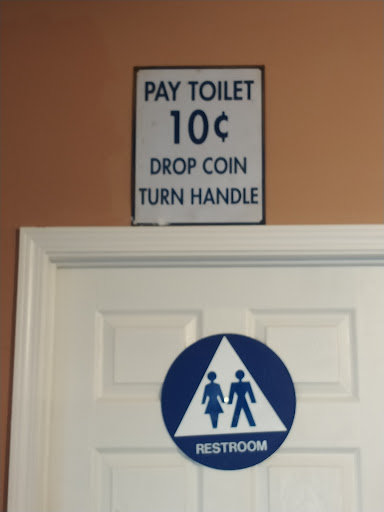 PAY TOILET
10¢
DROP COIN
TURN HANDLE
RESTROOM